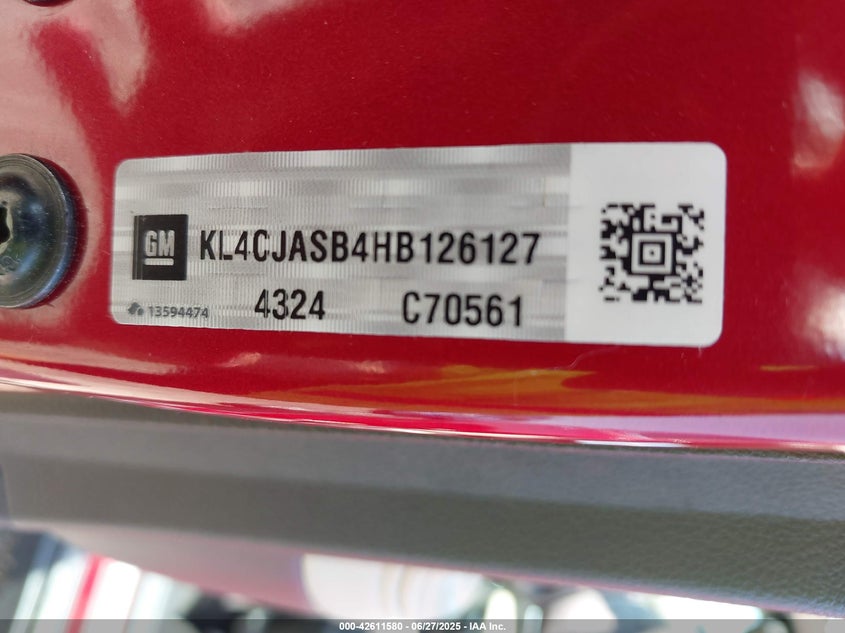 GM KL4CJASB4HB126127
13594474 4324 C70561
000-42611580 - 06/27/2025 - IAA Inc.